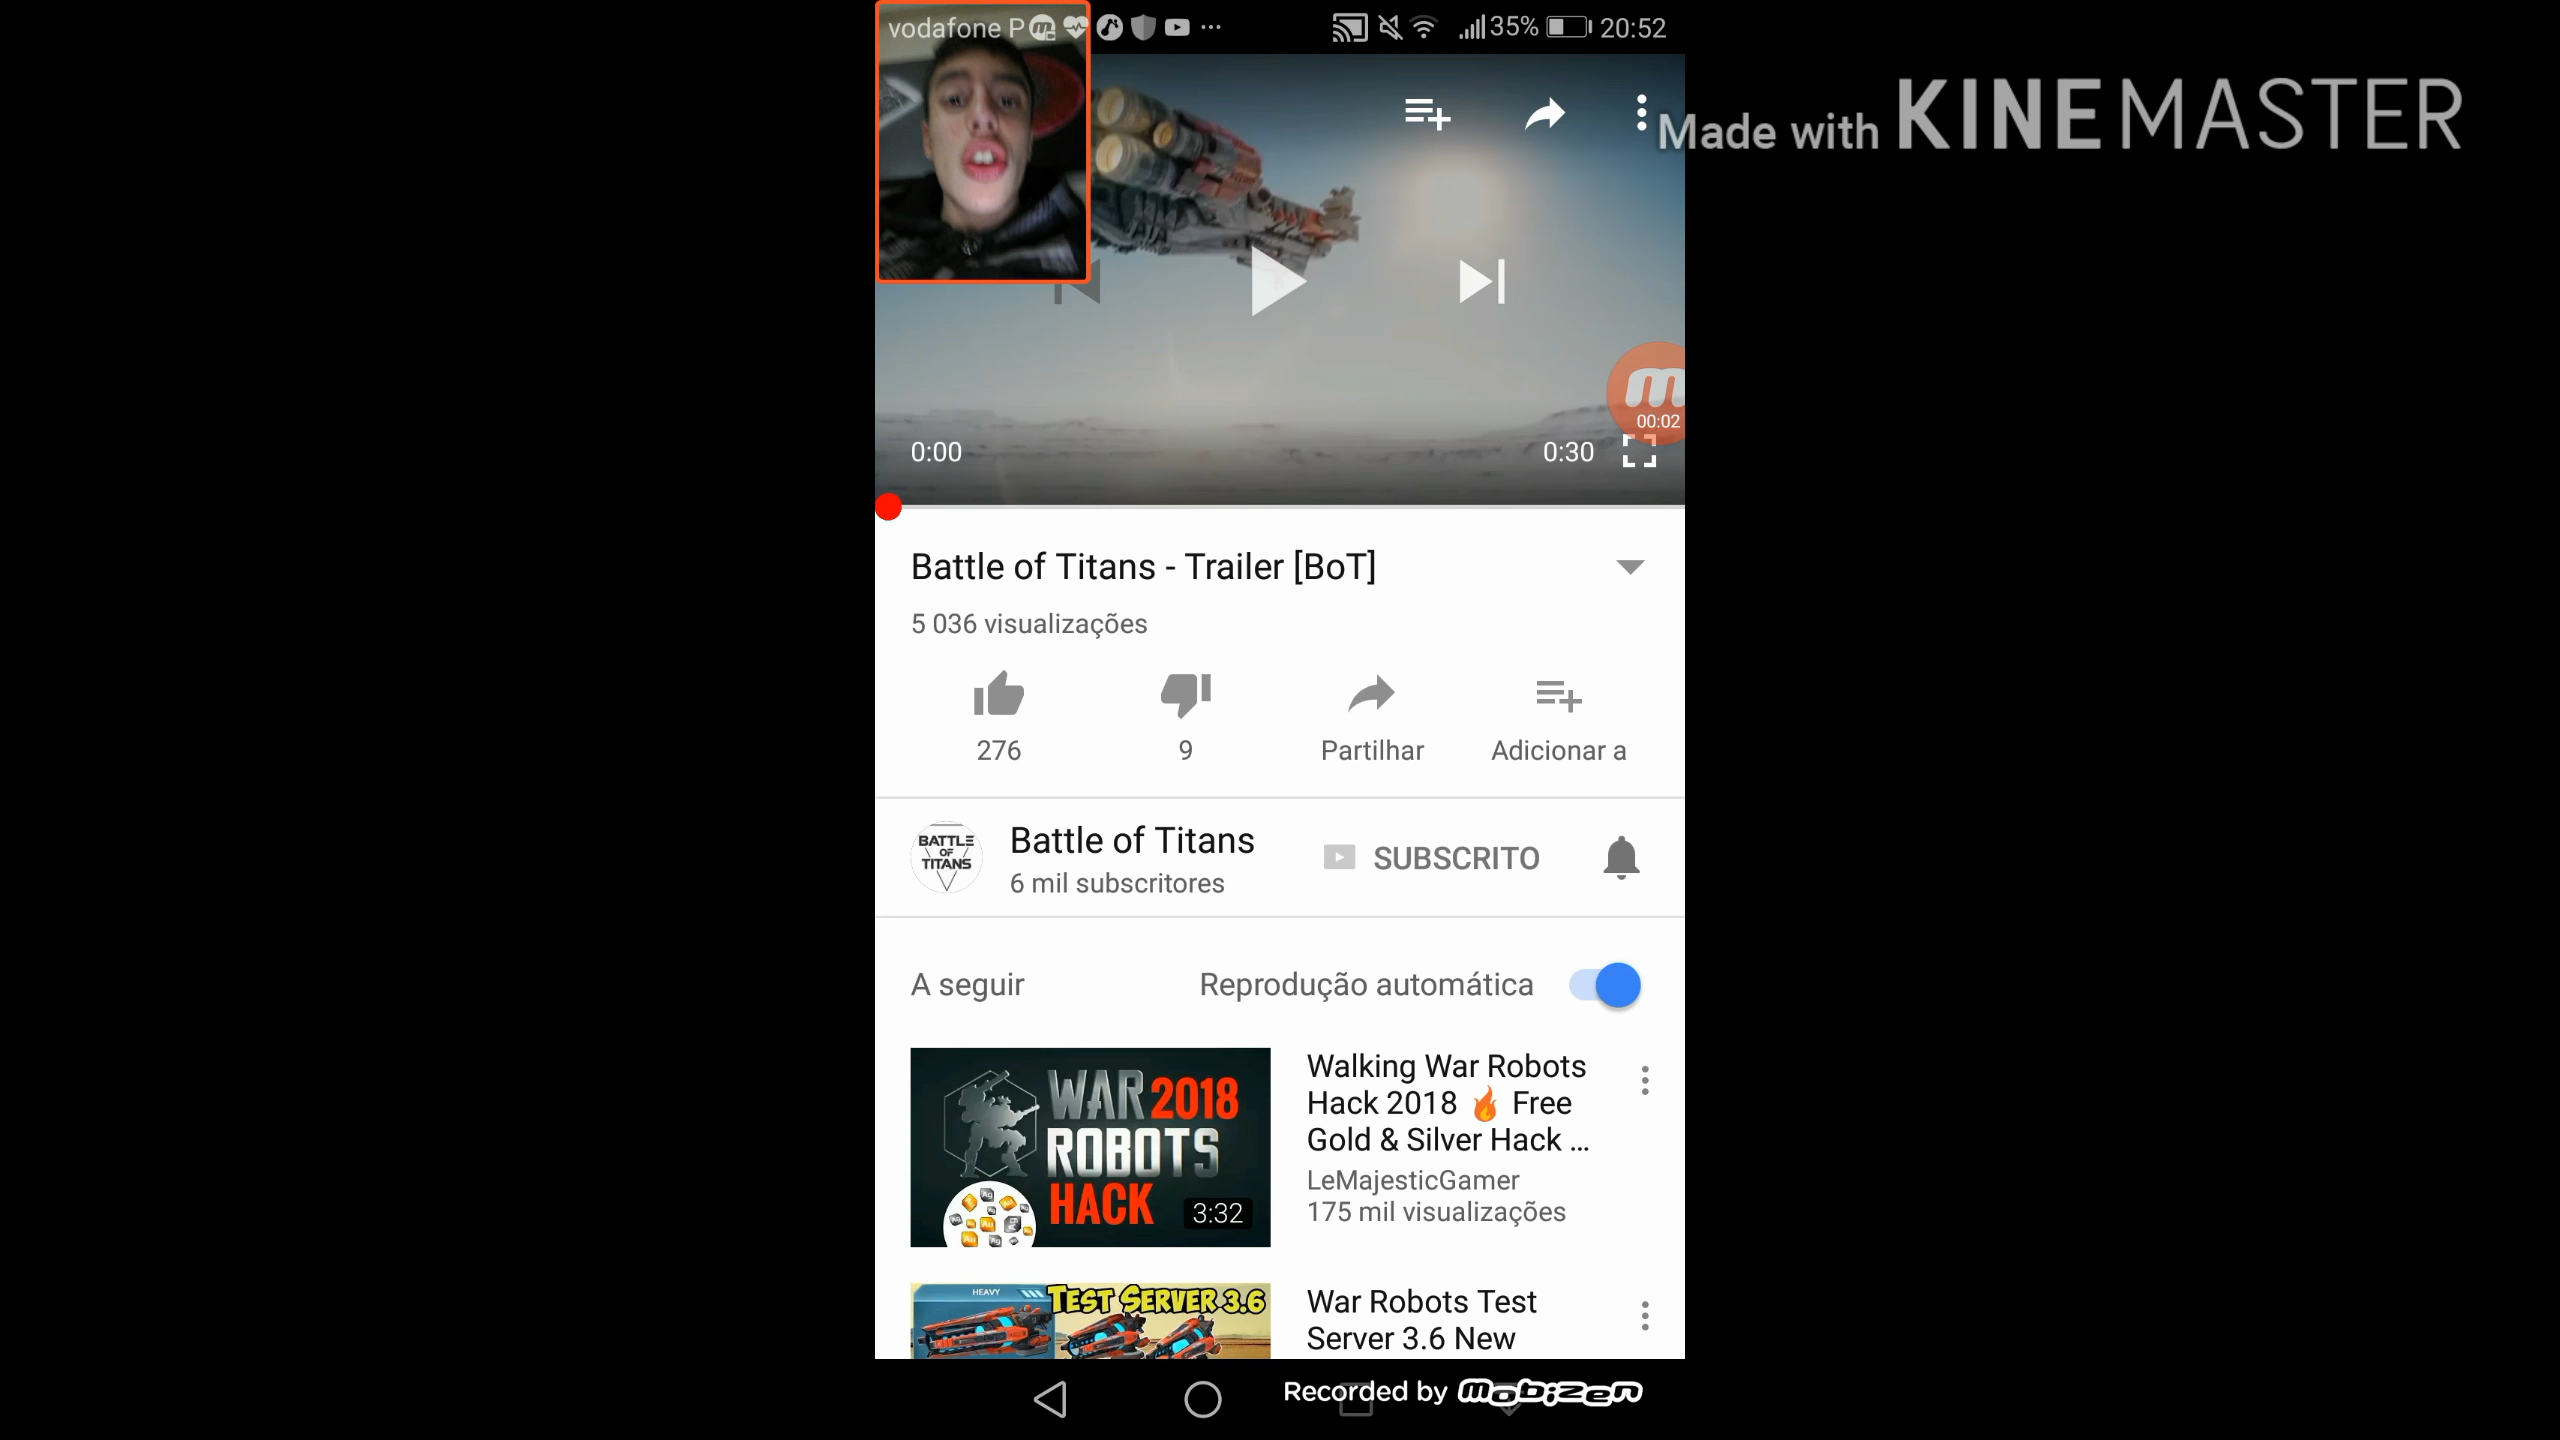 vodafone P
35% 20:52
Made with KINEMASTER
00:02
0:00
0:30
Battle of Titans - Trailer [BoT]
5 036 visualizações
276
9
Partilhar
Adicionar a
BATTLE
OF
TITANS
Battle of Titans
6 mil subscritores
SUBSCRITO
A seguir
Reprodução automática
WAR 2018
ROBOTS
HACK
3:32
Walking War Robots
Hack 2018 🔥 Free
Gold & Silver Hack ...
LeMajesticGamer
175 mil visualizações
HEAVY
TEST SERVER 3.6
War Robots Test
Server 3.6 New
Recorded by mobizen